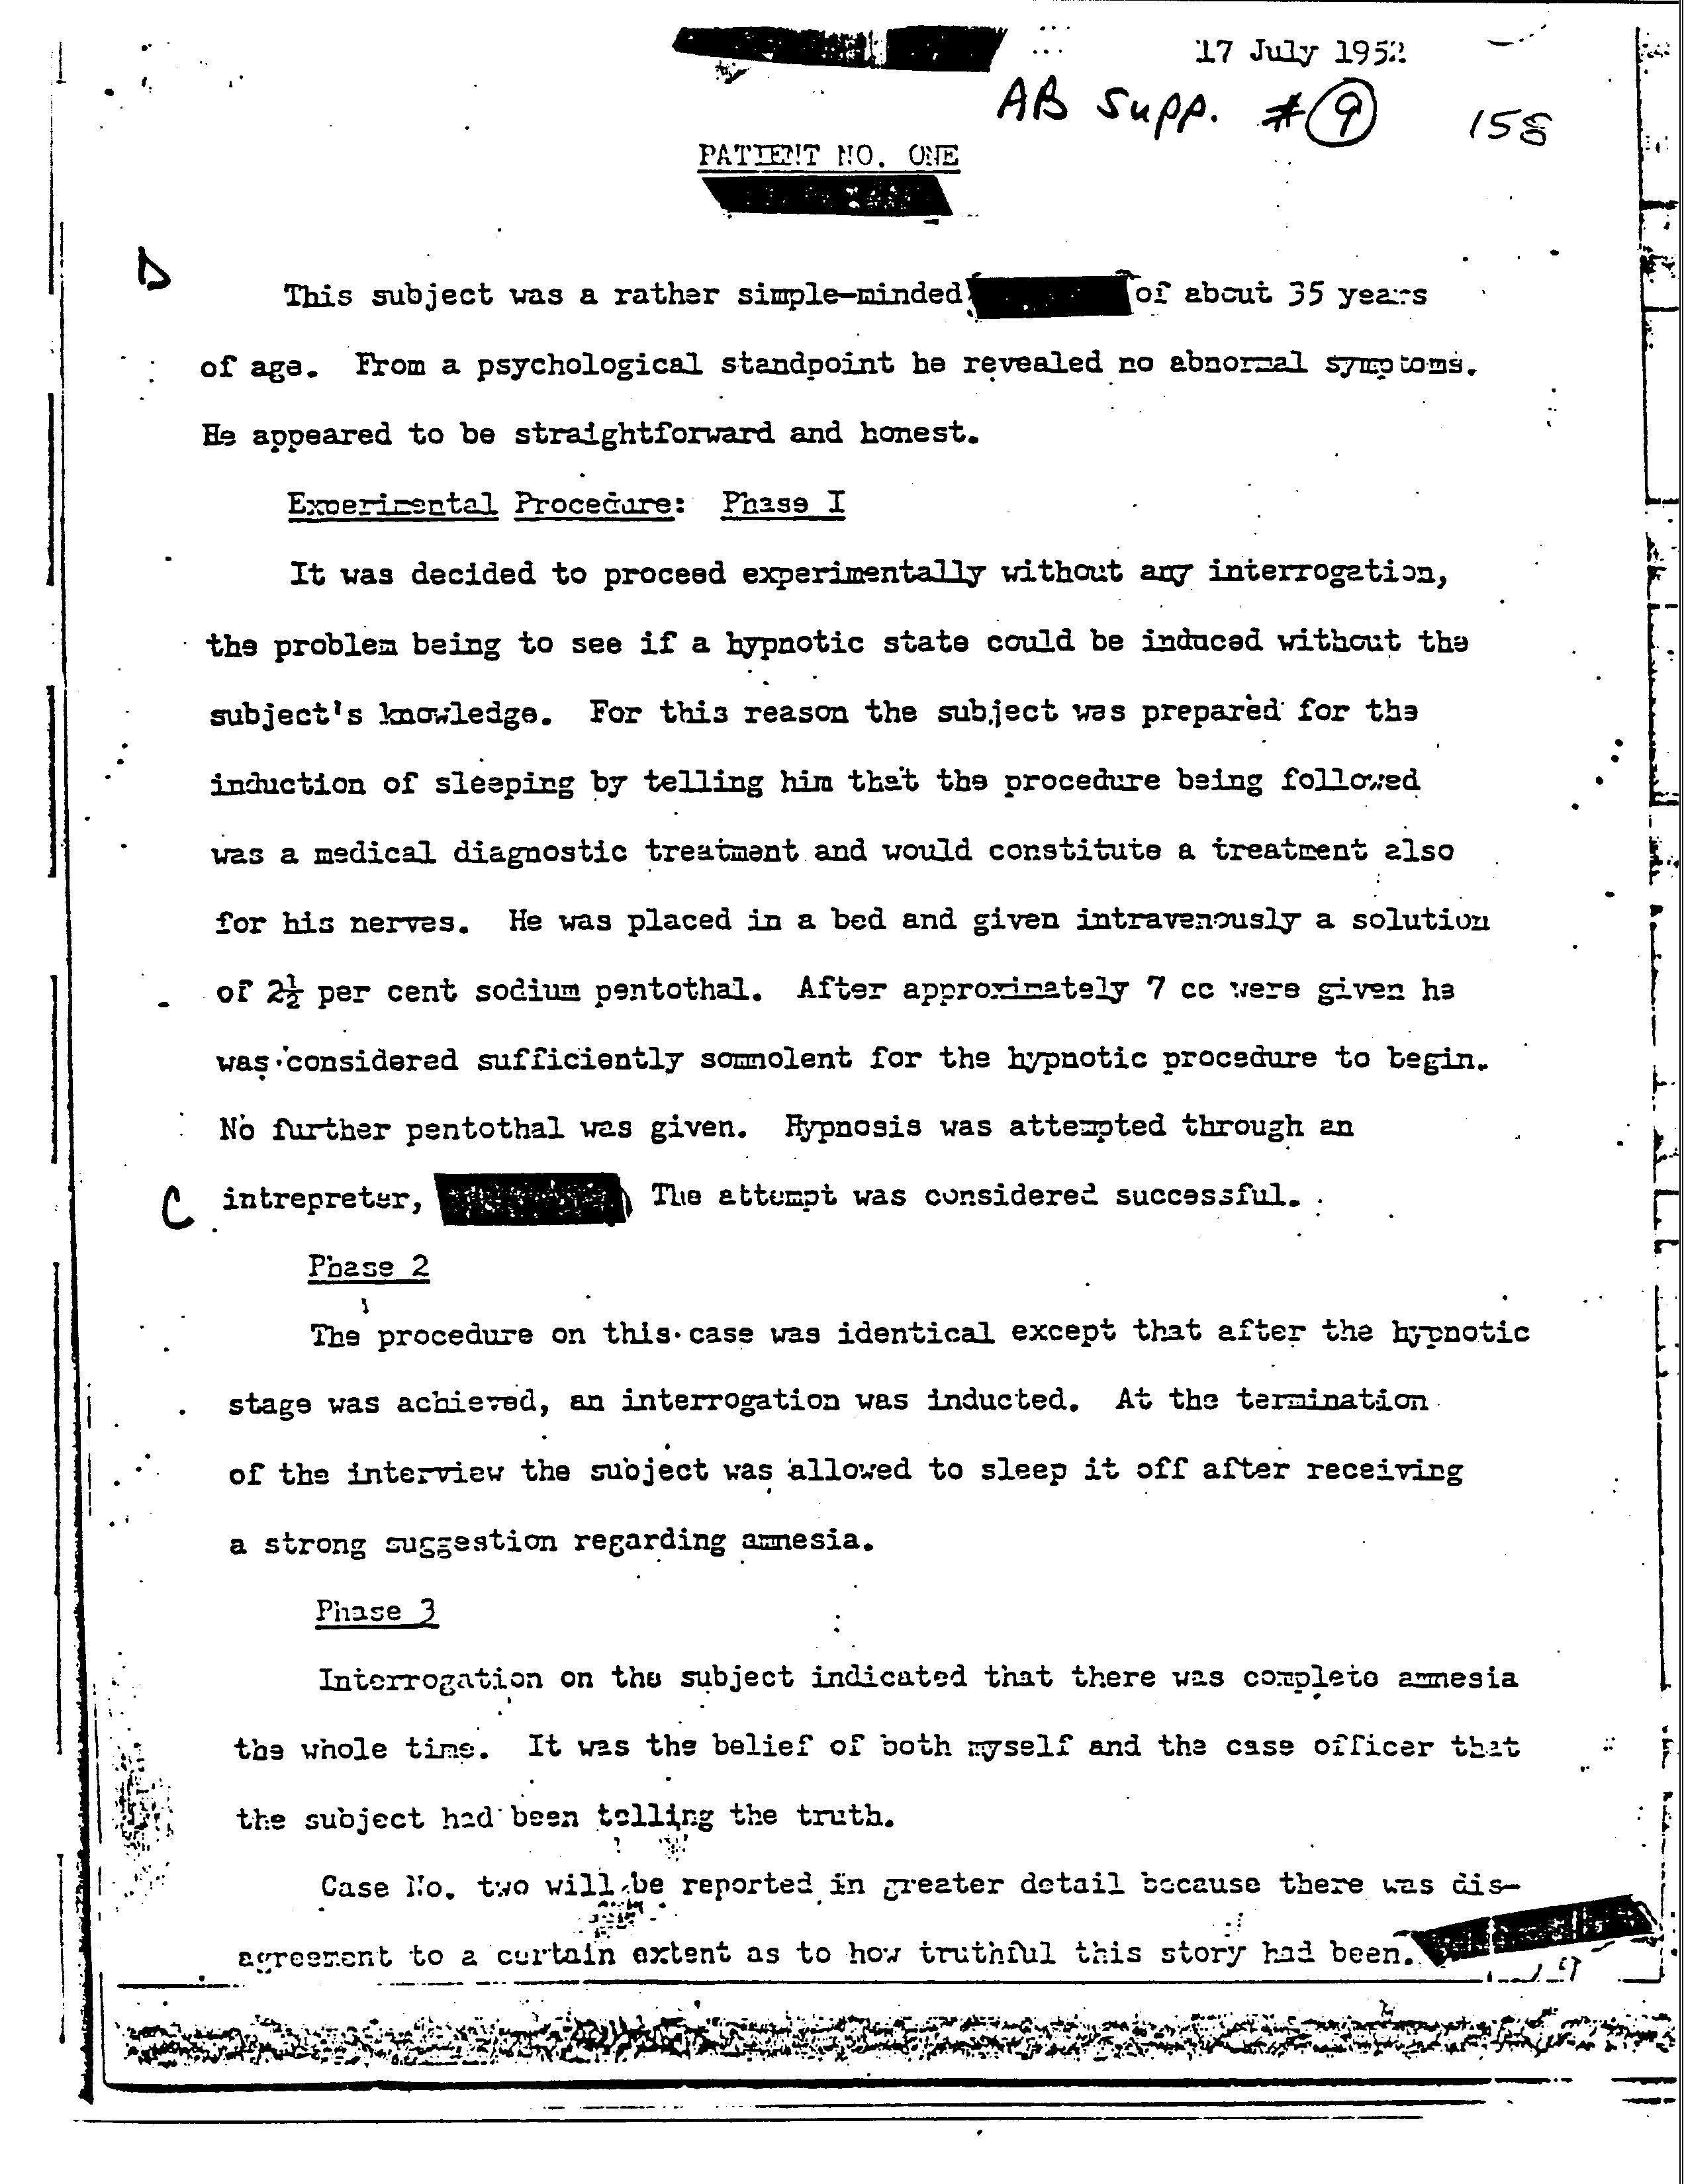 17 July 1952
AB Supp. # 9 158
PATIENT NO. ONE
This subject was a rather simple-minded of about 35 years
of age. From a psychological standpoint he revealed no abnormal symptoms.
He appeared to be straightforward and honest.
Experimental Procedure: Phase I
It was decided to proceed experimentally without any interrogation,
the problem being to see if a hypnotic state could be induced without the
subject's knowledge. For this reason the subject was prepared for the
induction of sleeping by telling him that the procedure being followed
was a medical diagnostic treatment and would constitute a treatment also
for his nerves. He was placed in a bed and given intravenously a solution
of 2½ per cent sodium pentothal. After approximately 7 cc were given he
was considered sufficiently somnolent for the hypnotic procedure to begin.
No further pentothal was given. Hypnosis was attempted through an
C intrepreter, The attempt was considered successful.
Phase 2
The procedure on this case was identical except that after the hypnotic
stage was achieved, an interrogation was inducted. At the termination
of the interview the subject was allowed to sleep it off after receiving
a strong suggestion regarding amnesia.
Phase 3
Interrogation on the subject indicated that there was complete amnesia
the whole time. It was the belief of both myself and the case officer that
the subject had been telling the truth.
Case No. two will be reported in greater detail because there was dis-
agreement to a certain extent as to how truthful this story had been.